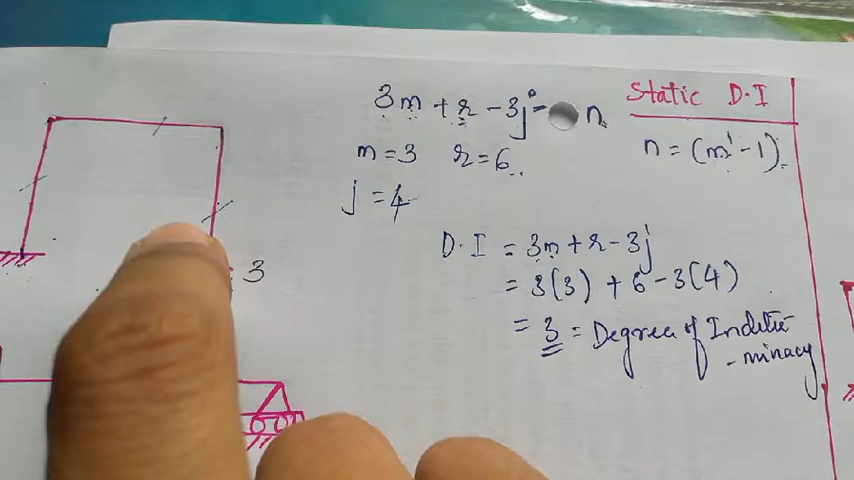 3m + r - 3j - n
Static D.I
n = (m' - 1)
m = 3 r = 6
j = 4
D.I = 3m + r - 3j
= 3(3) + 6 - 3(4)
= 3 = Degree of Indete
- minacy
3